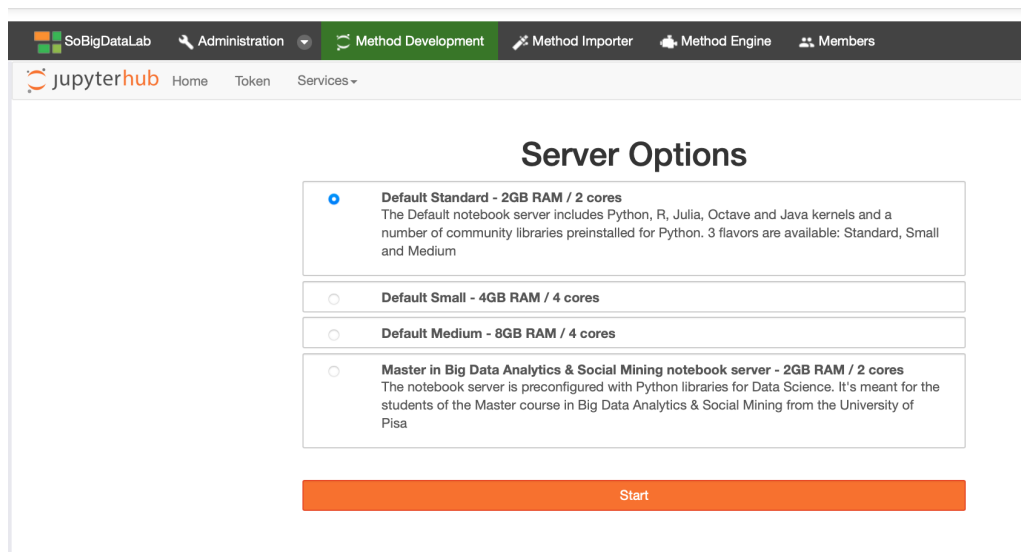 SoBigDataLab Administration Method Development Method Importer Method Engine Members
jupyterhub Home Token Services
Server Options
Default Standard - 2GB RAM / 2 cores
The Default notebook server includes Python, R, Julia, Octave and Java kernels and a
number of community libraries preinstalled for Python. 3 flavors are available: Standard, Small
and Medium
Default Small - 4GB RAM / 4 cores
Default Medium - 8GB RAM / 4 cores
Master in Big Data Analytics & Social Mining notebook server - 2GB RAM / 2 cores
The notebook server is preconfigured with Python libraries for Data Science. It's meant for the
students of the Master course in Big Data Analytics & Social Mining from the University of
Pisa
Start